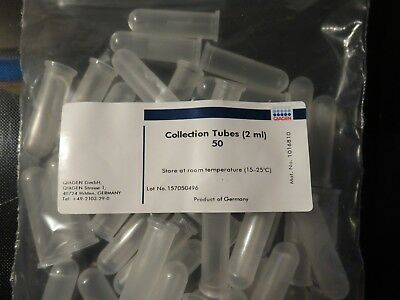 QIAGEN
Collection Tubes (2 ml)
50
Store at room temperature (15-25°C)
QIAGEN GmbH,
QIAGEN Strasse 1,
40724 Hilden, GERMANY
Tel: +49-2103-29-0
Lot No. 157050496
Product of Germany
Mat. No. 1016810